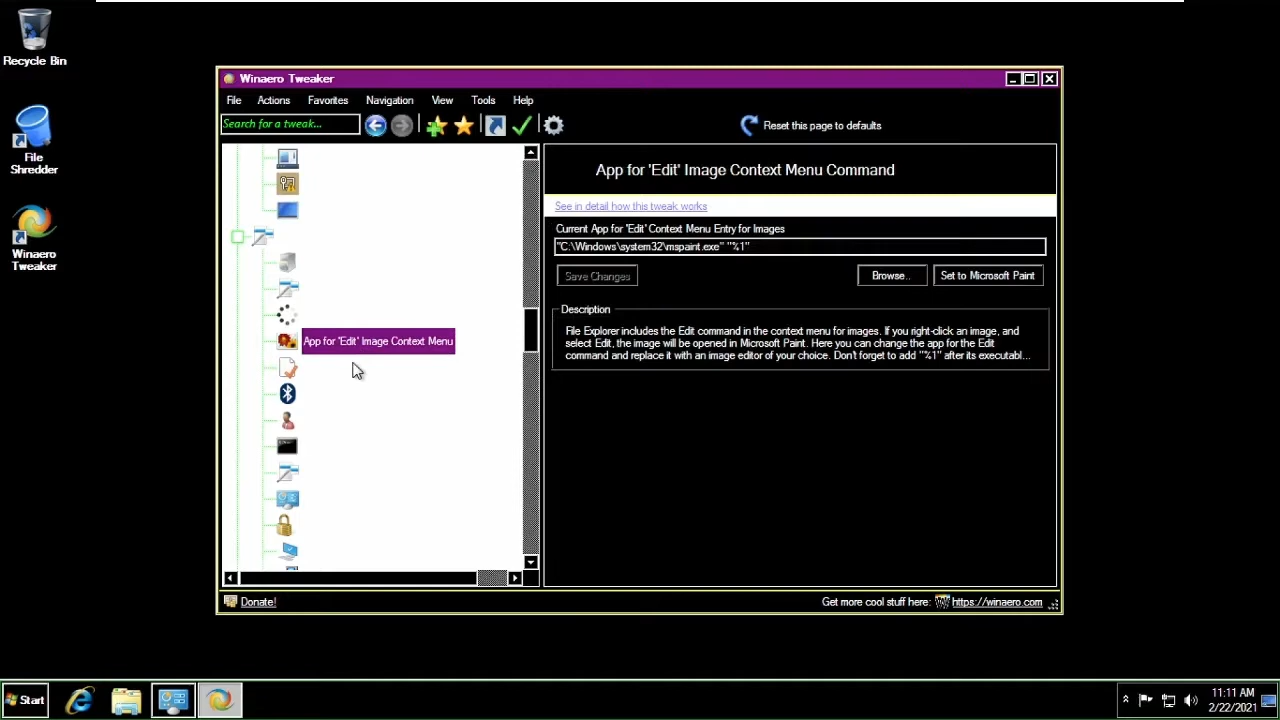 Recycle Bin
File
Shredder
Winaero
Tweaker
Winaero Tweaker
File Actions Favorites Navigation View Tools Help
Search for a tweak...
Reset this page to defaults
App for 'Edit' Image Context Menu
App for 'Edit' Image Context Menu Command
See in detail how this tweak works
Current App for 'Edit' Context Menu Entry for Images
"C:\Windows\system32\mspaint.exe" "%1"
Save Changes
Browse..
Set to Microsoft Paint
Description
File Explorer includes the Edit command in the context menu for images. If you right-click an image, and
select Edit, the image will be opened in Microsoft Paint. Here you can change the app for the Edit
command and replace it with an image editor of your choice. Don't forget to add "%1" after its executabl...
Donate!
Get more cool stuff here: https://winaero.com
Start
11:11 AM
2/22/2021